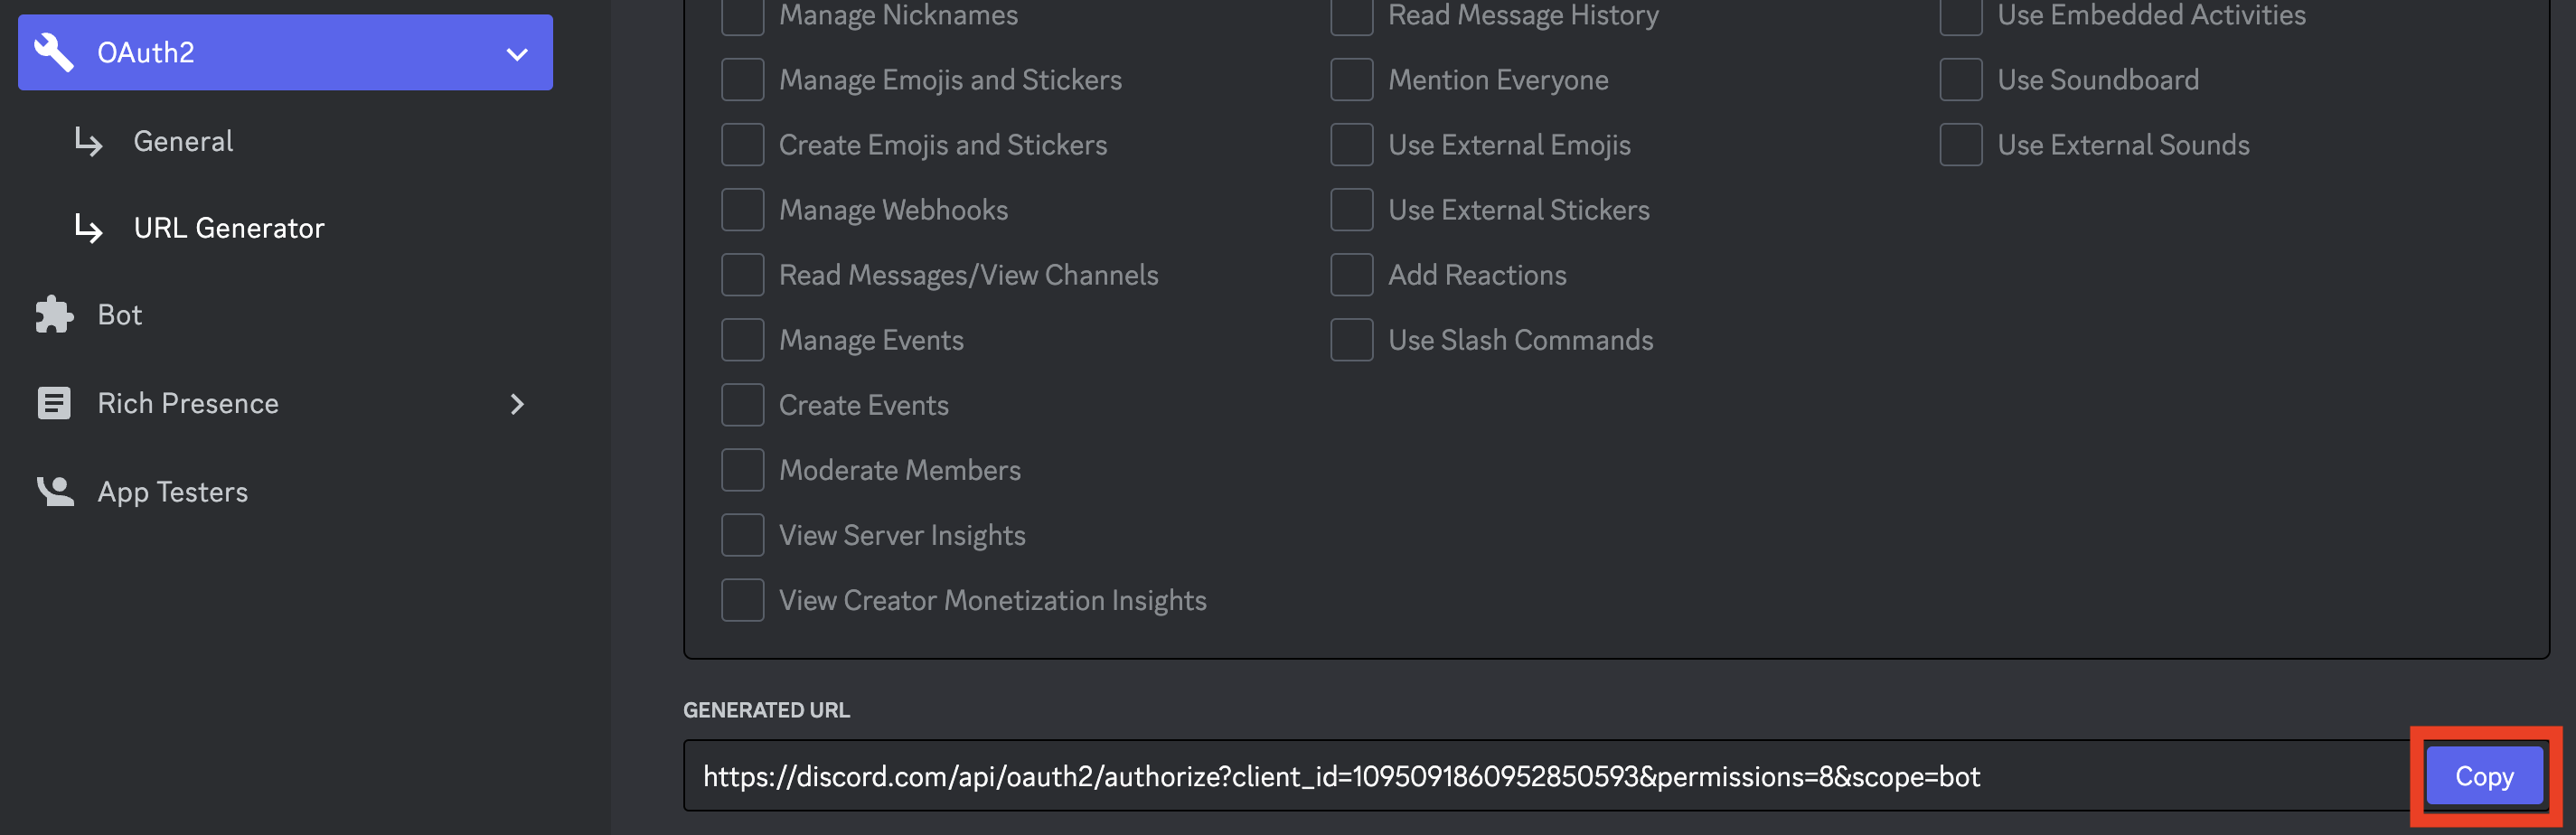 OAuth2
General
URL Generator
Bot
Rich Presence
App Testers
Manage Nicknames
Manage Emojis and Stickers
Create Emojis and Stickers
Manage Webhooks
Read Messages/View Channels
Manage Events
Create Events
Moderate Members
View Server Insights
View Creator Monetization Insights
Read Message History
Mention Everyone
Use External Emojis
Use External Stickers
Add Reactions
Use Slash Commands
Use Embedded Activities
Use Soundboard
Use External Sounds
GENERATED URL
https://discord.com/api/oauth2/authorize?client_id=1095091860952850593&permissions=8&scope=bot
Copy